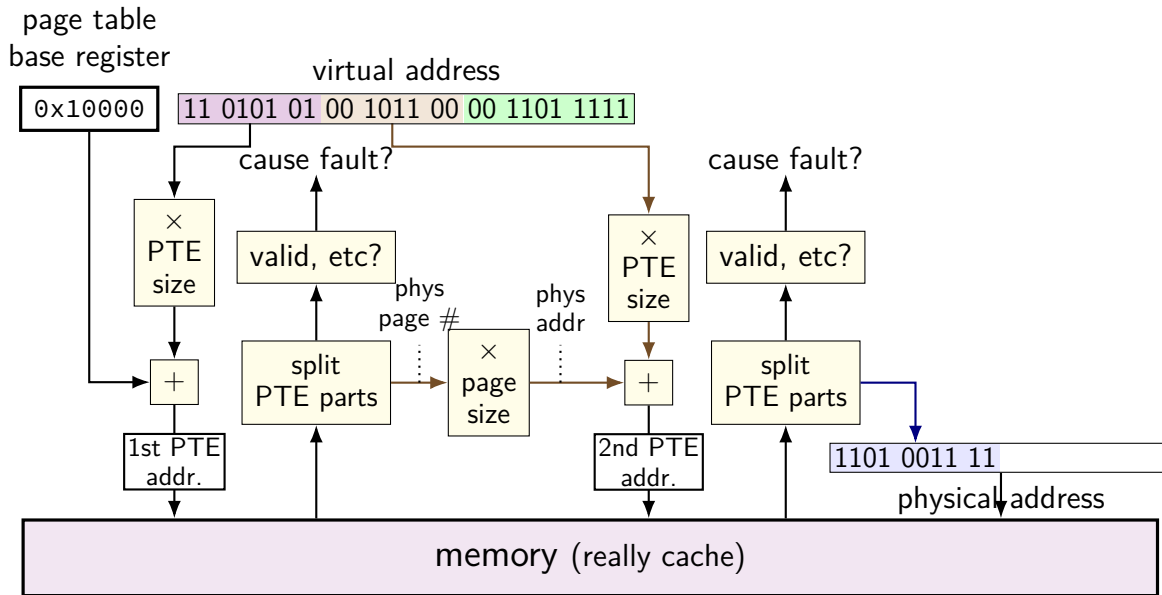 page table
base register
0x10000
virtual address
11 0101 01 00 1011 00 00 1101 1111
cause fault?
cause fault?
×
PTE
size
valid, etc?
×
PTE
size
valid, etc?
phys
page #
phys
addr
+
split
PTE parts
×
page
size
+
split
PTE parts
1st PTE
addr.
2nd PTE
addr.
1101 0011 11
physical address
memory (really cache)